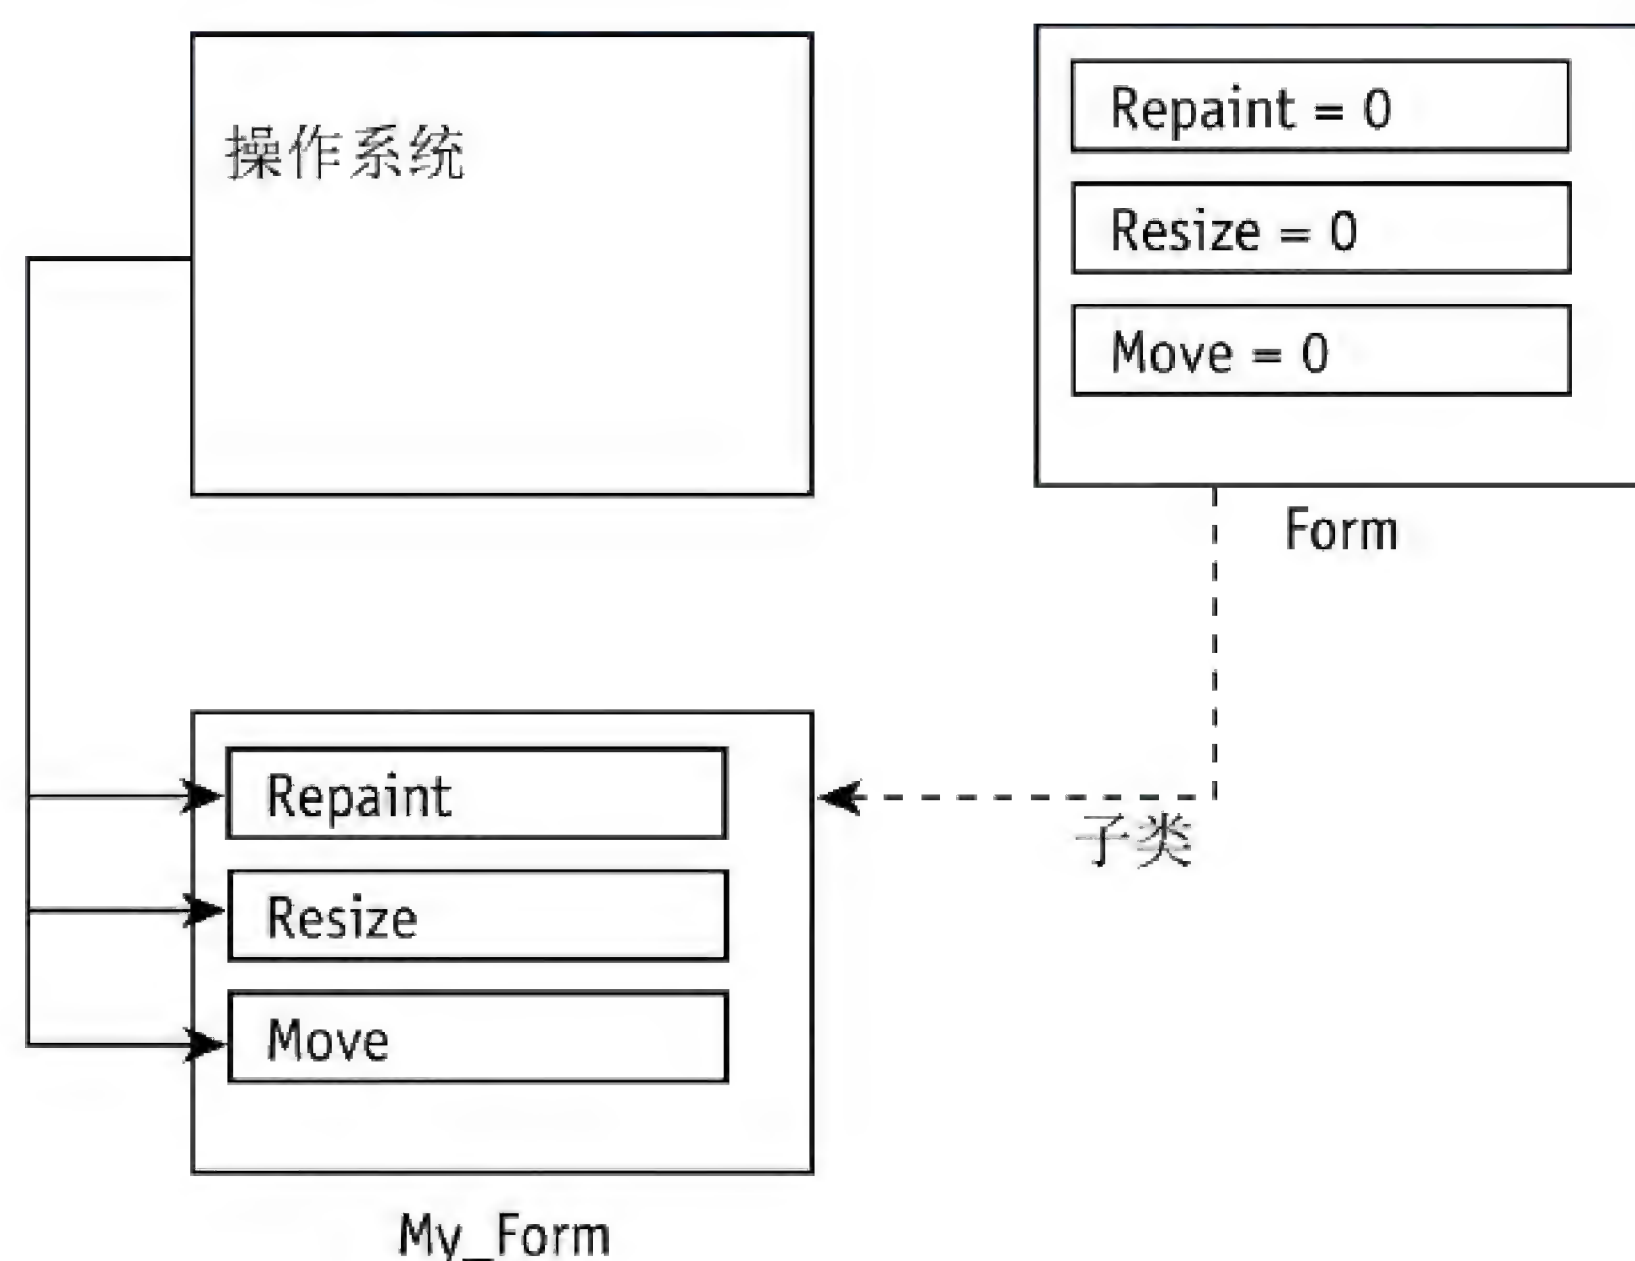 操作系统
Repaint = 0
Resize = 0
Move = 0
Form
子类
Repaint
Resize
Move
My_Form